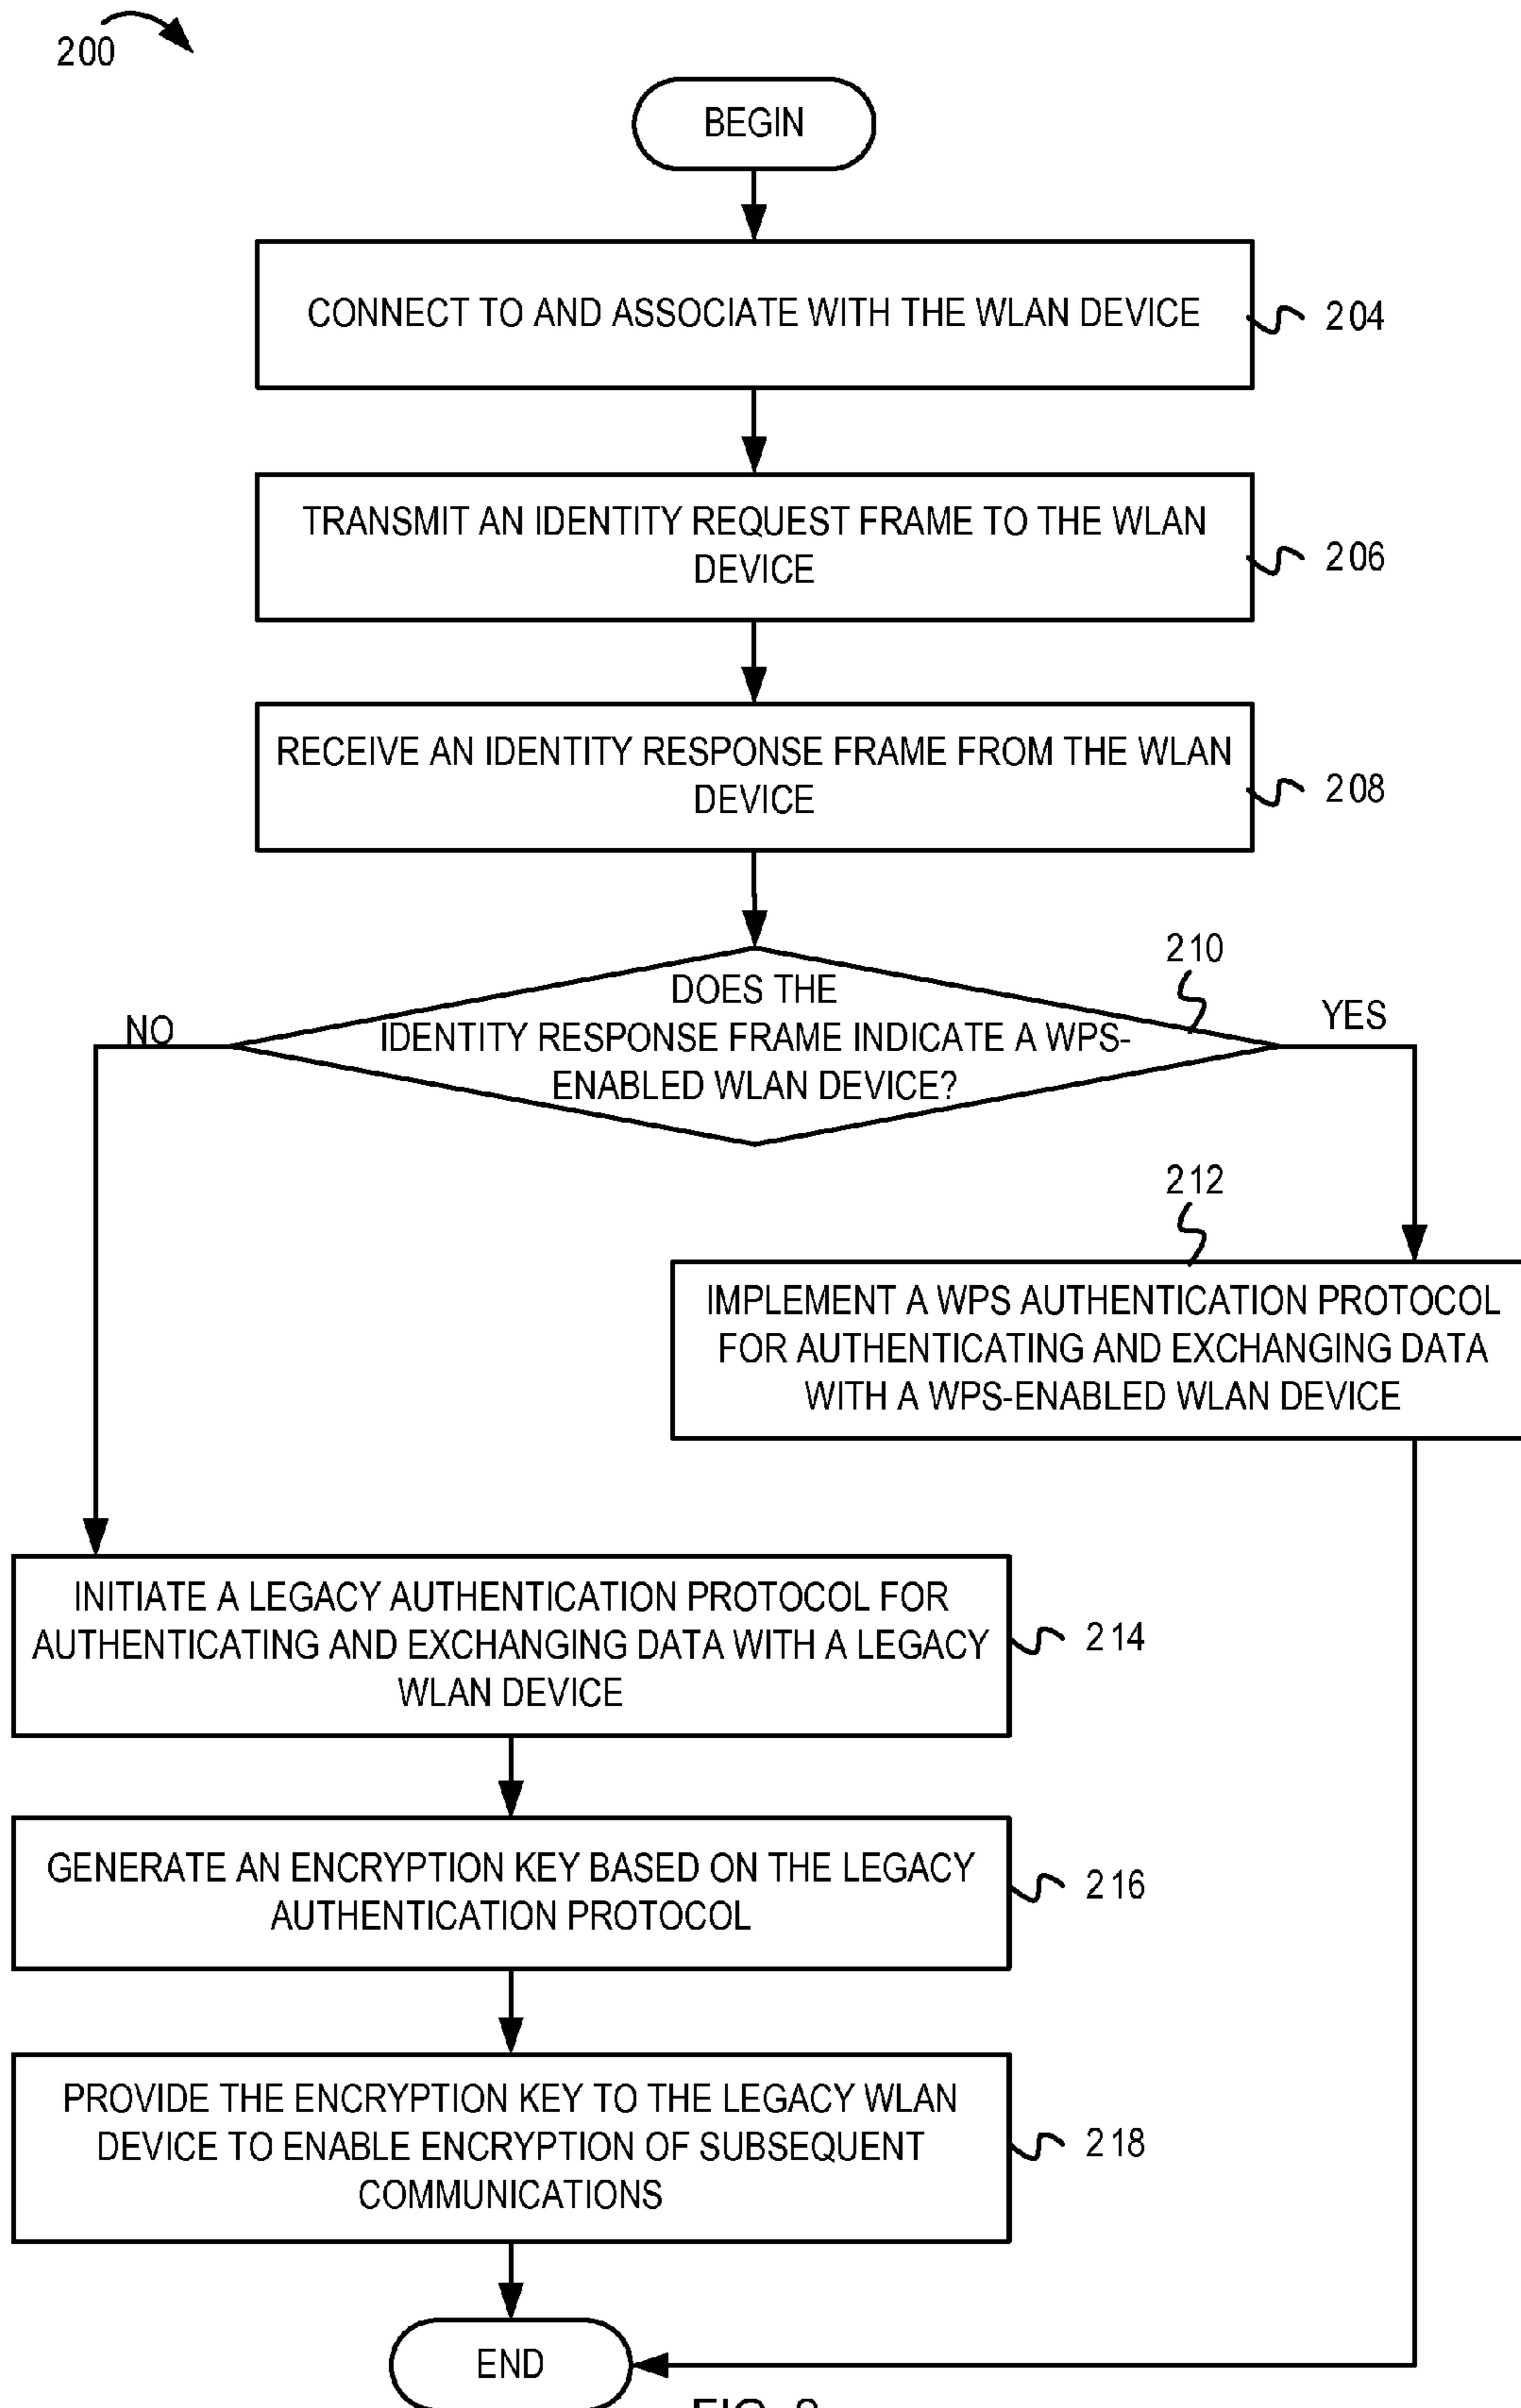 200
BEGIN
CONNECT TO AND ASSOCIATE WITH THE WLAN DEVICE
204
TRANSMIT AN IDENTITY REQUEST FRAME TO THE WLAN
DEVICE
206
RECEIVE AN IDENTITY RESPONSE FRAME FROM THE WLAN
DEVICE
208
210
DOES THE
IDENTITY RESPONSE FRAME INDICATE A WPS-
ENABLED WLAN DEVICE?
NO
YES
212
IMPLEMENT A WPS AUTHENTICATION PROTOCOL
FOR AUTHENTICATING AND EXCHANGING DATA
WITH A WPS-ENABLED WLAN DEVICE
INITIATE A LEGACY AUTHENTICATION PROTOCOL FOR
AUTHENTICATING AND EXCHANGING DATA WITH A LEGACY
WLAN DEVICE
214
GENERATE AN ENCRYPTION KEY BASED ON THE LEGACY
AUTHENTICATION PROTOCOL
216
PROVIDE THE ENCRYPTION KEY TO THE LEGACY WLAN
DEVICE TO ENABLE ENCRYPTION OF SUBSEQUENT
COMMUNICATIONS
218
END
FIG.